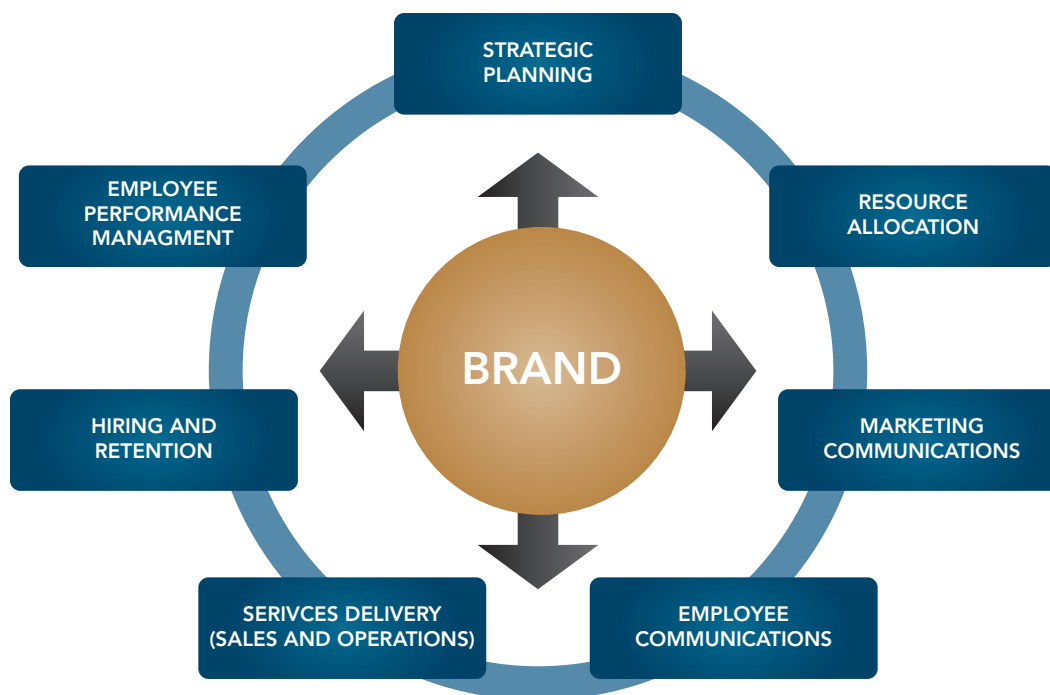 STRATEGIC
PLANNING
EMPLOYEE
PERFORMANCE
MANAGMENT
RESOURCE
ALLOCATION
BRAND
HIRING AND
RETENTION
MARKETING
COMMUNICATIONS
SERIVCES DELIVERY
(SALES AND OPERATIONS)
EMPLOYEE
COMMUNICATIONS